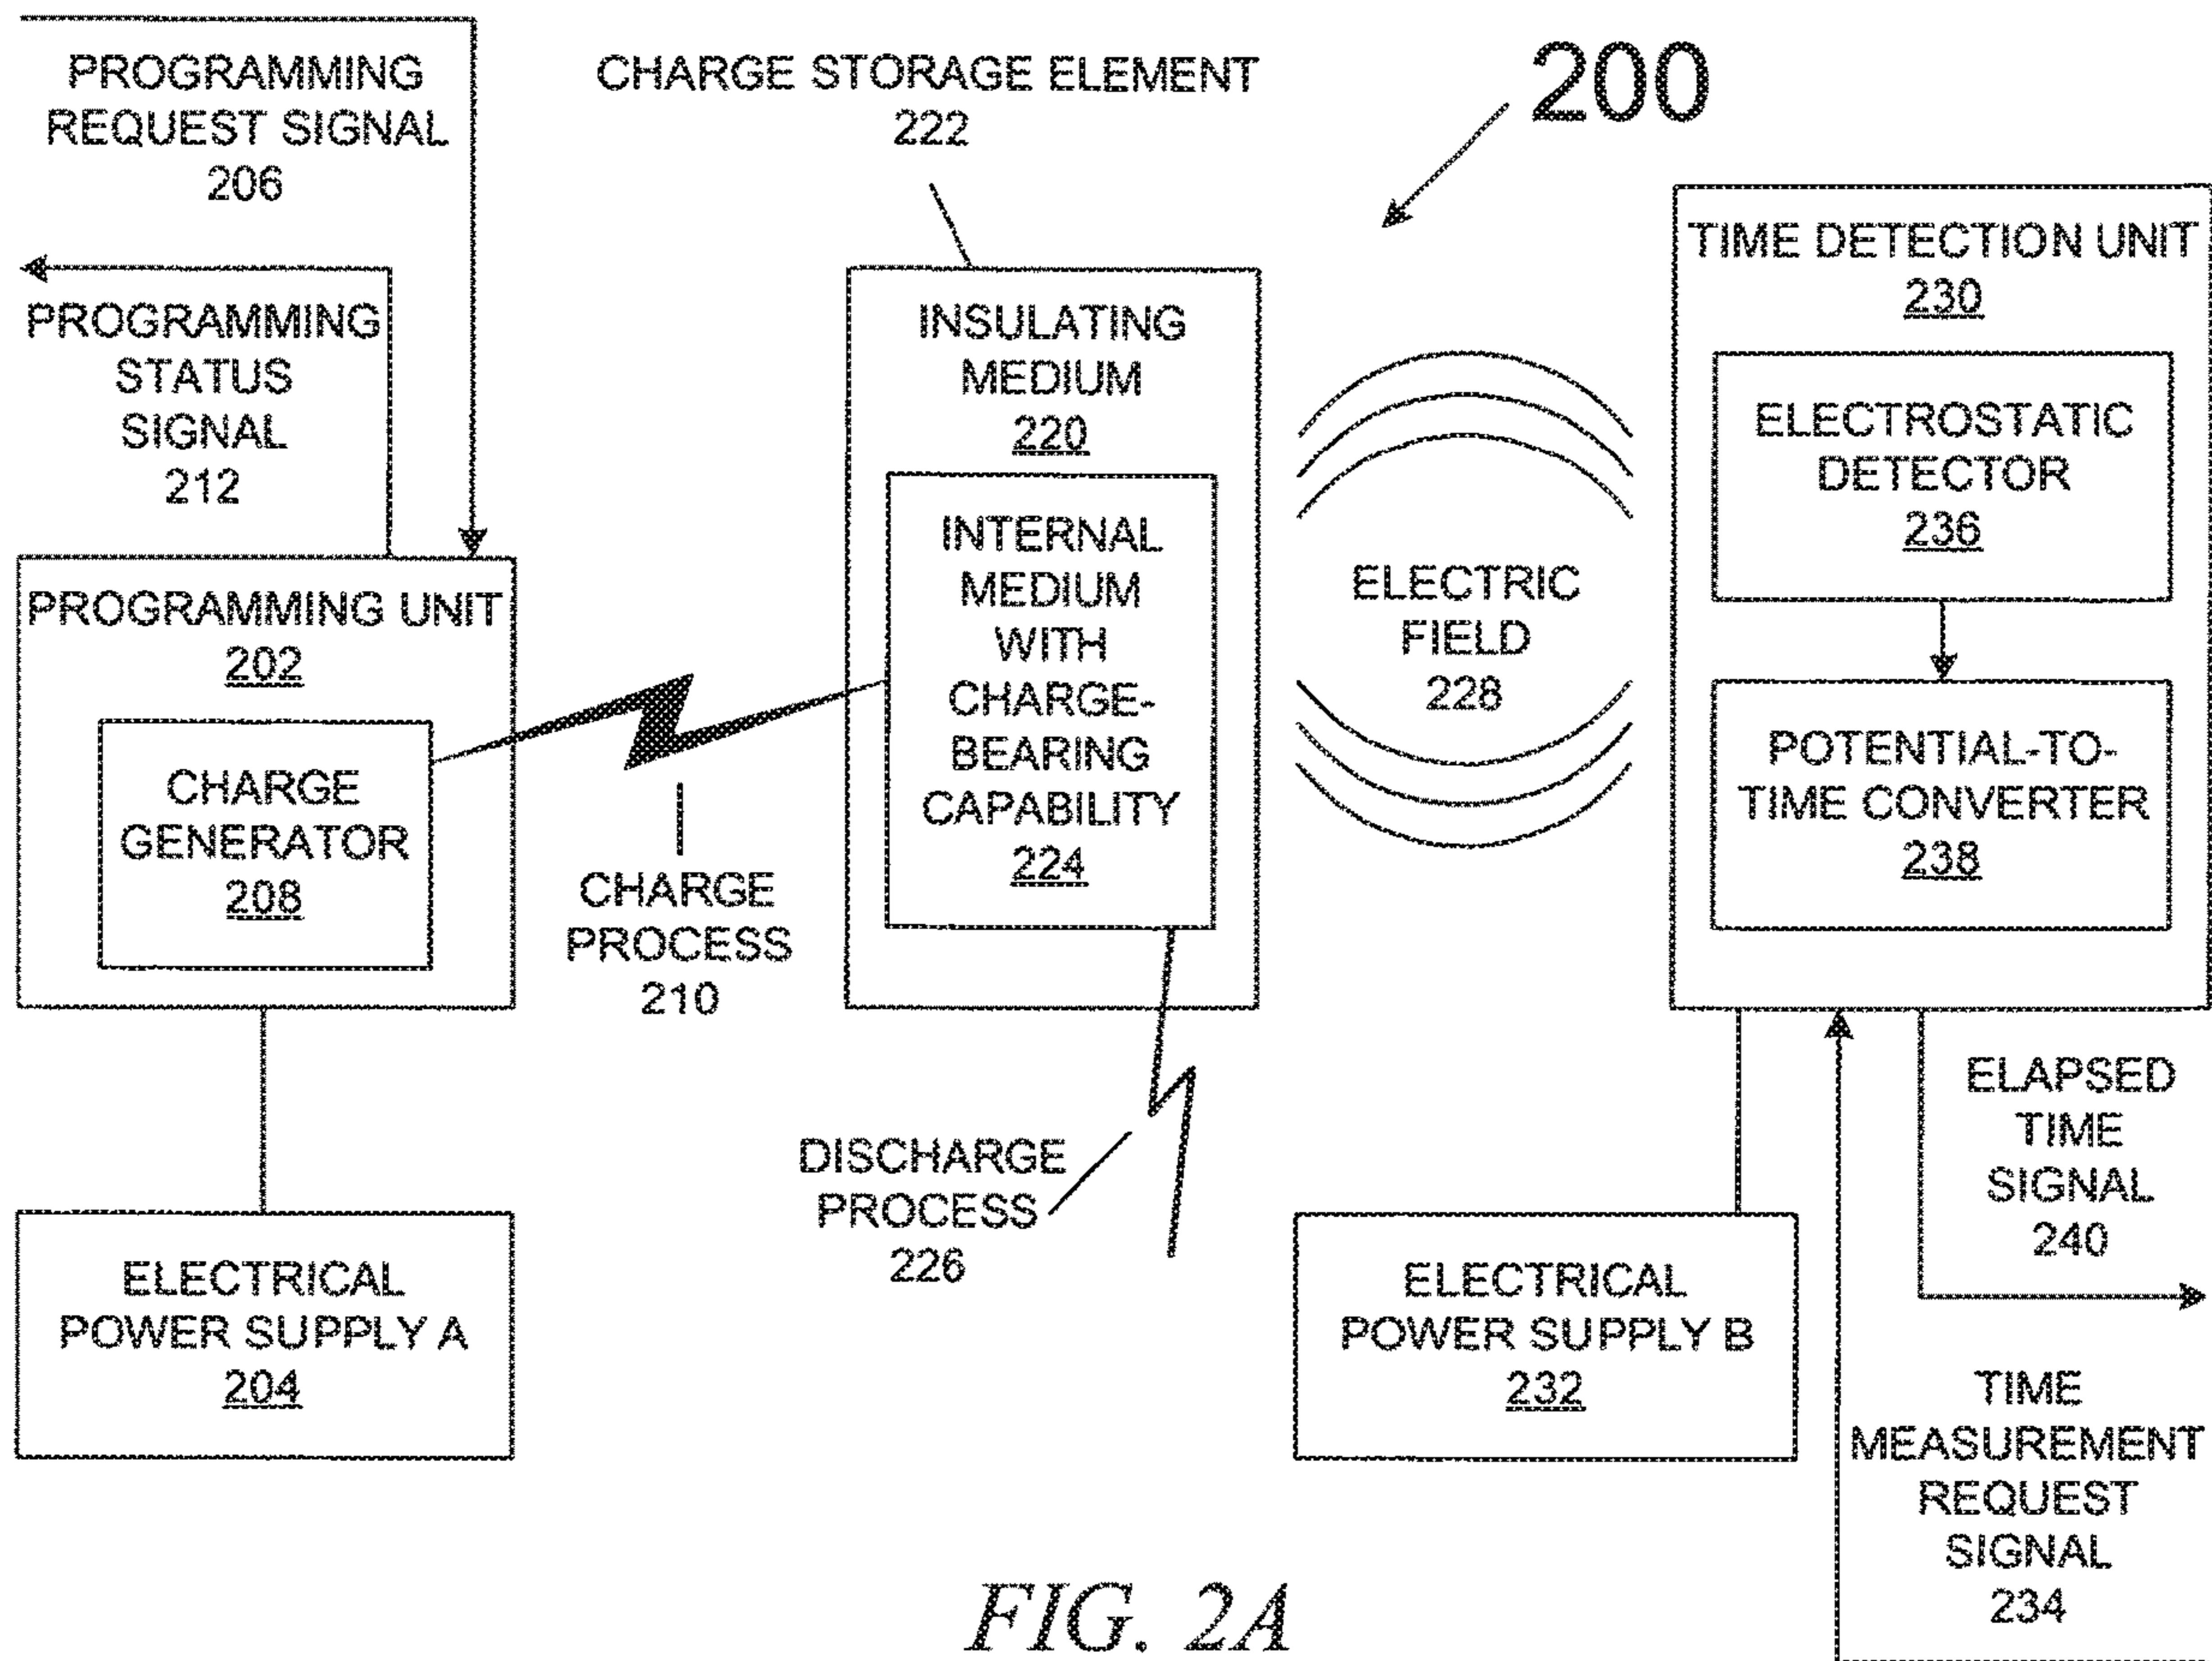 PROGRAMMING
REQUEST SIGNAL
206
CHARGE STORAGE ELEMENT
222
200
PROGRAMMING
STATUS
SIGNAL
212
PROGRAMMING UNIT
202
CHARGE
GENERATOR
208
CHARGE
PROCESS
210
ELECTRICAL
POWER SUPPLY A
204
INSULATING
MEDIUM
220
INTERNAL
MEDIUM
WITH
CHARGE-
BEARING
CAPABILITY
224
DISCHARGE
PROCESS
226
ELECTRIC
FIELD
228
TIME DETECTION UNIT
230
ELECTROSTATIC
DETECTOR
236
POTENTIAL-TO-
TIME CONVERTER
238
ELECTRICAL
POWER SUPPLY B
232
ELAPSED
TIME
SIGNAL
240
TIME
MEASUREMENT
REQUEST
SIGNAL
234
FIG. 2A